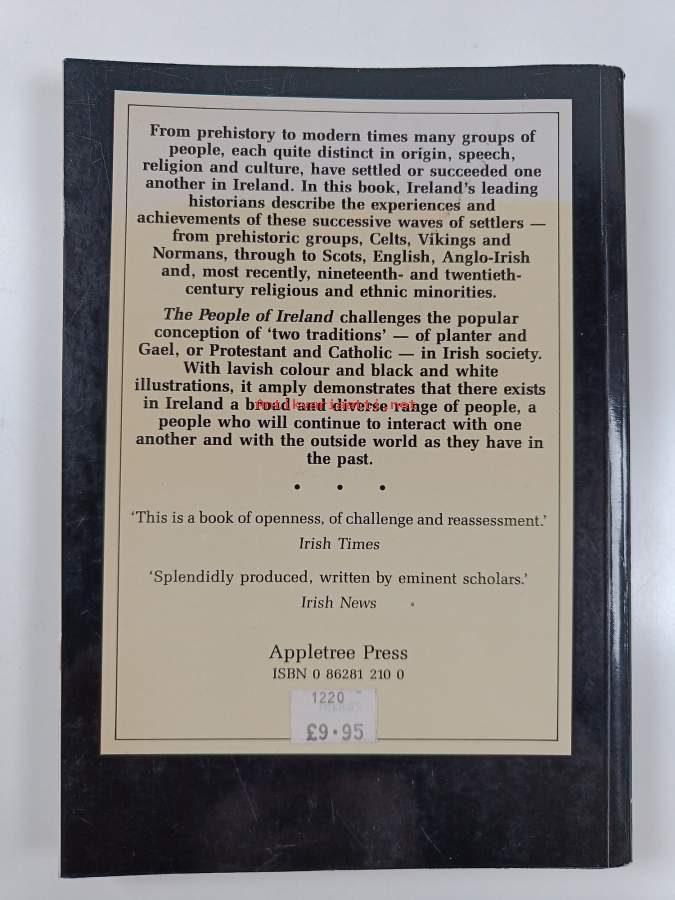 From prehistory to modern times many groups of
people, each quite distinct in origin, speech,
religion and culture, have settled or succeeded one
another in Ireland. In this book, Ireland's leading
historians describe the experiences and
achievements of these successive waves of settlers —
from prehistoric groups, Celts, Vikings and
Normans, through to Scots, English, Anglo-Irish
and, most recently, nineteenth- and twentieth-
century religious and ethnic minorities.
The People of Ireland challenges the popular
conception of 'two traditions' — of planter and
Gael, or Protestant and Catholic — in Irish society.
With lavish colour and black and white
illustrations, it amply demonstrates that there exists
in Ireland a broad and diverse range of people, a
antikvariaatti.net
people who will continue to interact with one
another and with the outside world as they have in
the past.
• • •
'This is a book of openness, of challenge and reassessment.'
Irish Times
'Splendidly produced, written by eminent scholars.'
Irish News
Appletree Press
ISBN 0 86281 210 0
1220
£9·95